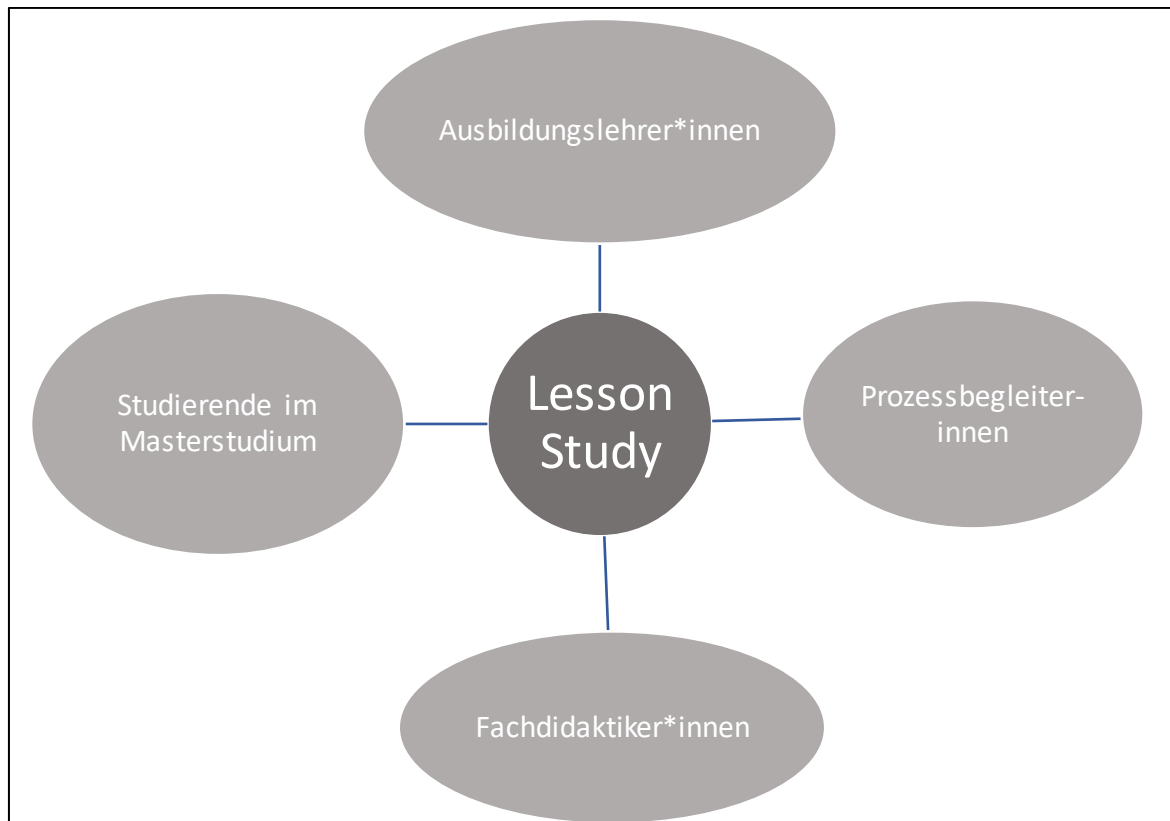 Ausbildungslehrer*innen
Studierende im
Masterstudium
Lesson
Study
Prozessbegleiter-
innen
Fachdidaktiker*innen